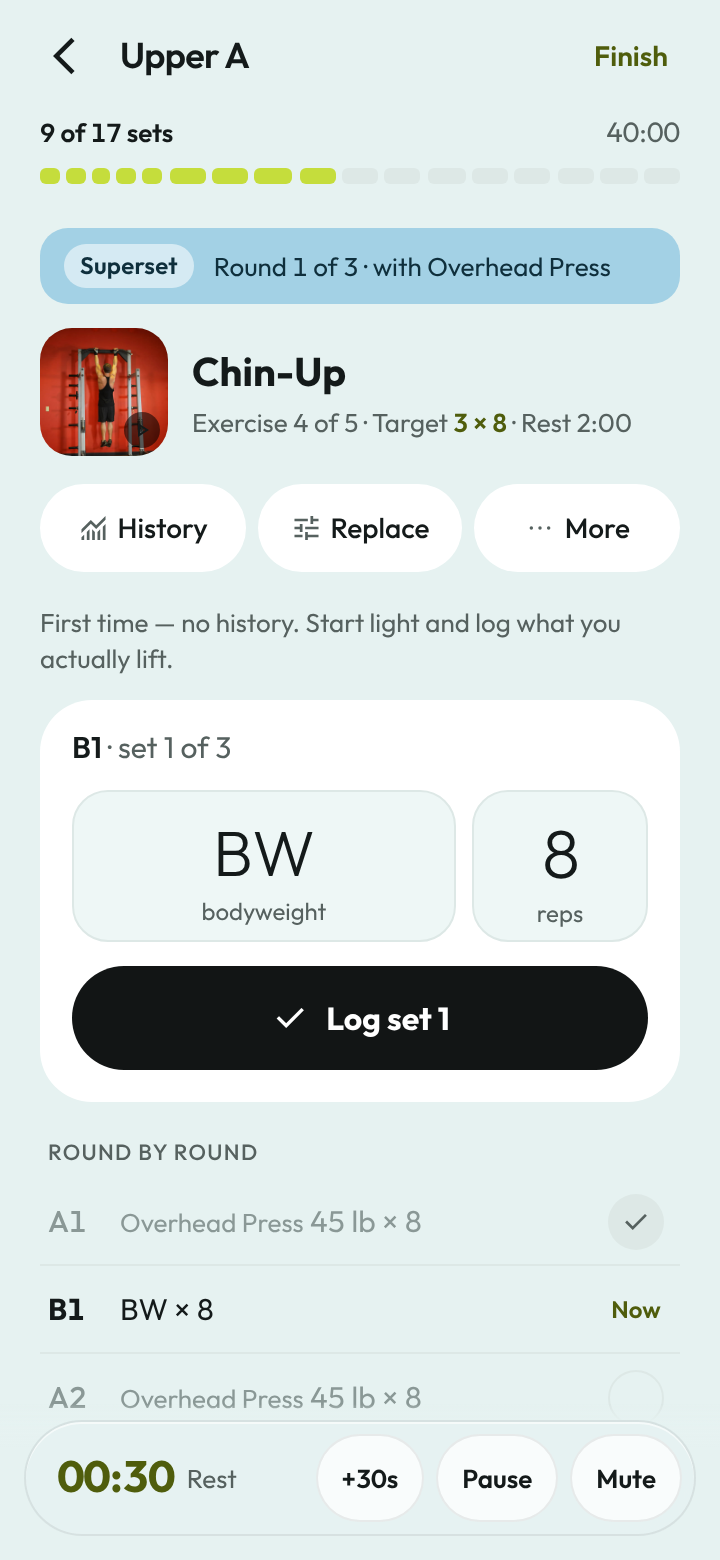 Upper A
Finish
9 of 17 sets
40:00
Superset
Round 1 of 3 · with Overhead Press
Chin-Up
Exercise 4 of 5 · Target 3 × 8 · Rest 2:00
History
Replace
More
First time — no history. Start light and log what you
actually lift.
B1 · set 1 of 3
BW
bodyweight
8
reps
Log set 1
ROUND BY ROUND
A1 Overhead Press 45 lb × 8
B1 BW × 8 Now
A2 Overhead Press 45 lb × 8
00:30 Rest
+30s
Pause
Mute